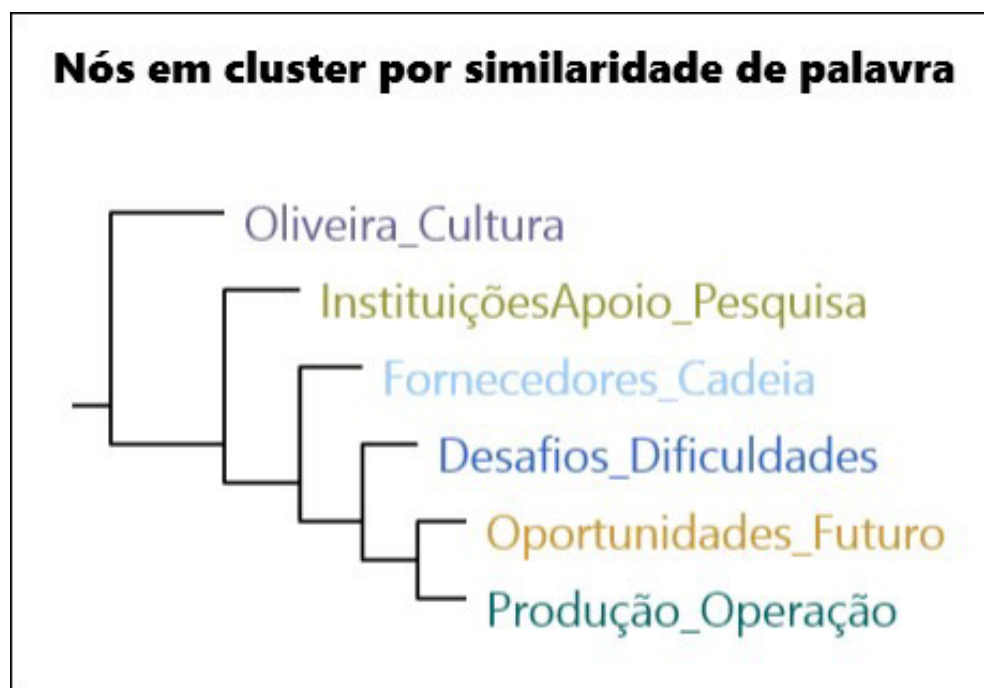 Nós em cluster por similaridade de palavra
Oliveira_Cultura
InstituiçõesApoio_Pesquisa
Fornecedores_Cadeia
Desafios_Dificuldades
Oportunidades_Futuro
Produção_Operação